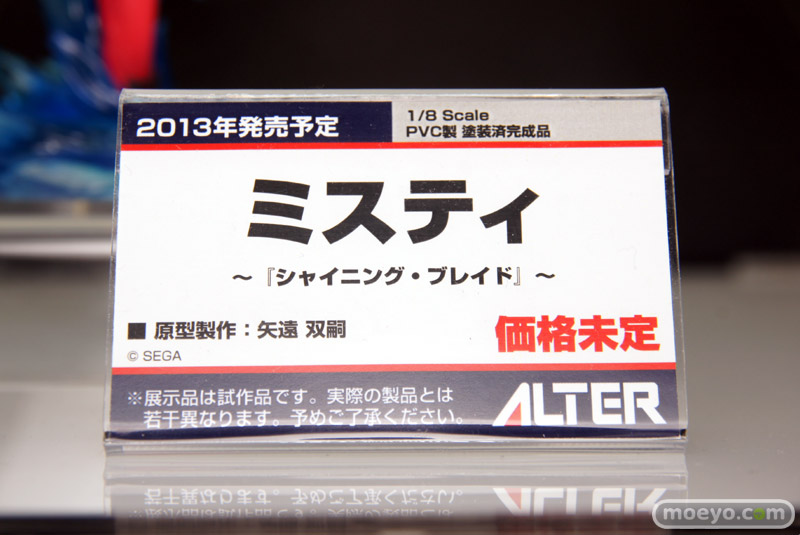 2013年発売予定
1/8 Scale
PVC製 塗装済完成品
ミスティ
～『シャイニング・ブレイド』～
■ 原型製作：矢遠 双嗣
© SEGA
価格未定
※展示品は試作品です。実際の製品とは
若干異なります。予めご了承ください。
ALTER
moeyo.com